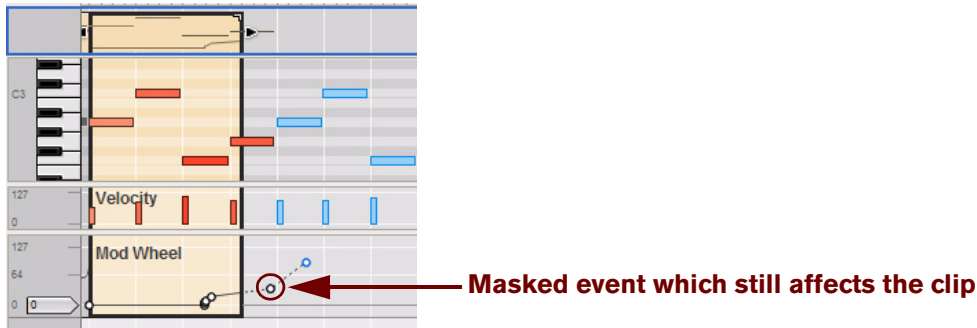 C3
127
Velocity
0
127
Mod Wheel
64
0 0
Masked event which still affects the clip